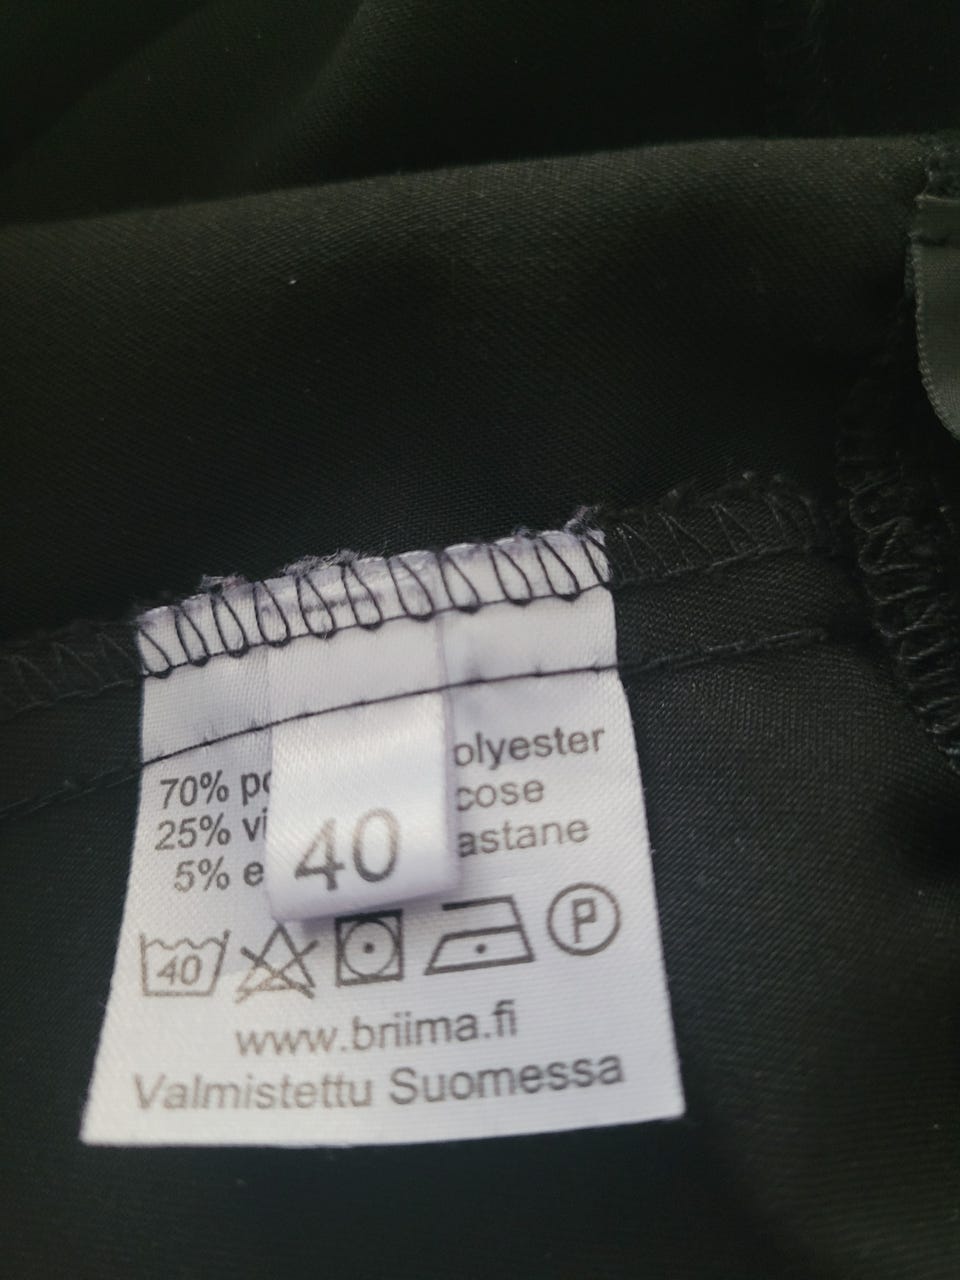 70% po olyester
25% vi cose
5% e astane
40
40 P
www.briima.fi
Valmistettu Suomessa